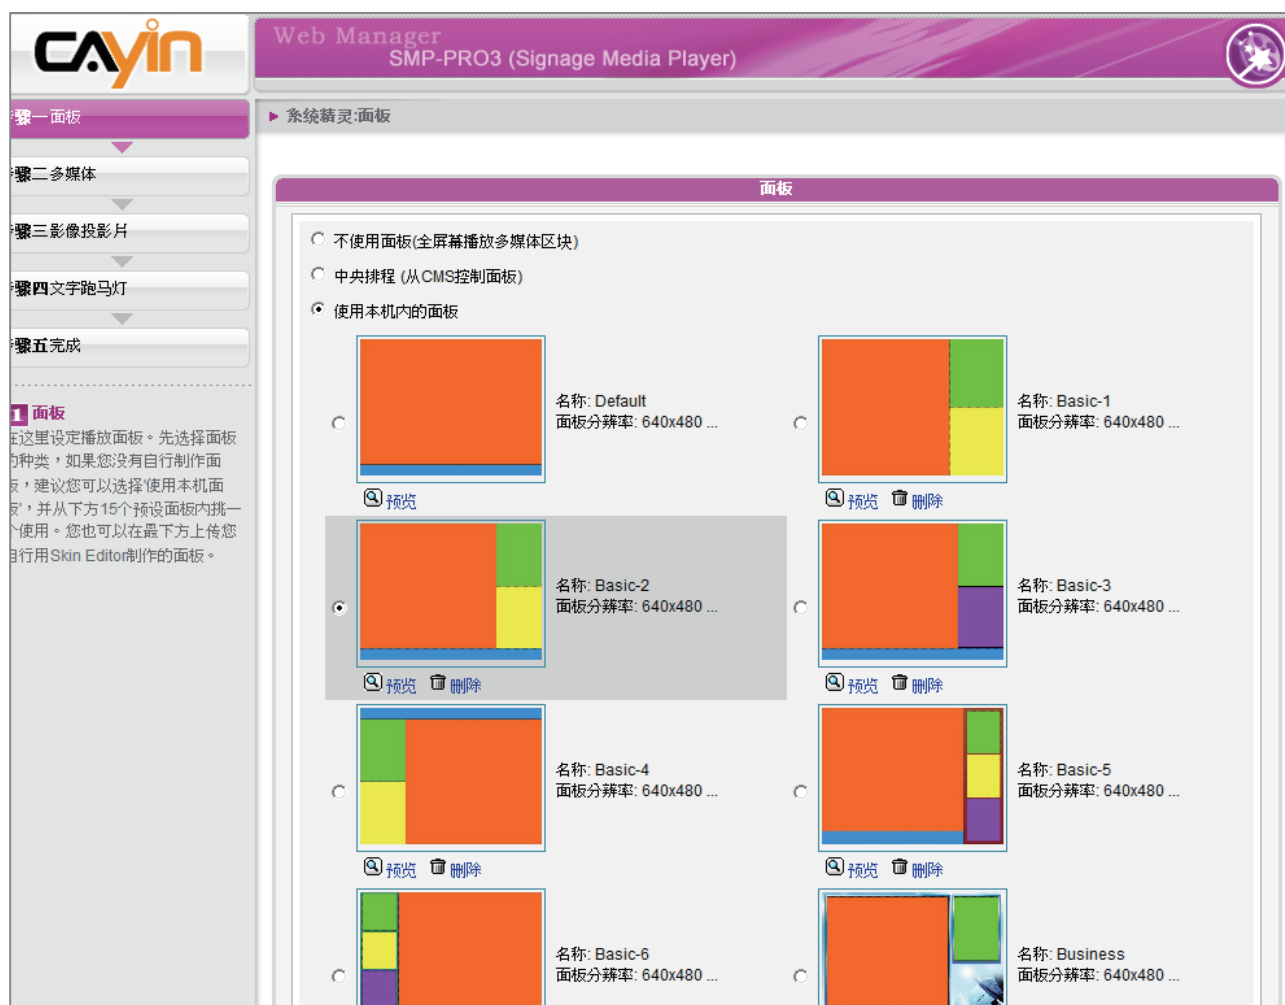 CAYIN
Web Manager
SMP-PRO3 (Signage Media Player)
骤一面板
骤二多媒体
骤三影像投影片
骤四文字跑马灯
骤五完成
1 面板
在这里设定播放面板。先选择面板
的种类，如果您没有自行制作面
板，建议您可以选择'使用本机面
板'，并从下方15个预设面板内挑一
个使用。您也可以在最下方上传您
自行用Skin Editor制作的面板。
系统精灵:面板
面板
不使用面板(全屏幕播放多媒体区块)
中央排程 (从CMS控制面板)
使用本机内的面板
名称: Default
面板分辨率: 640x480 ...
预览
名称: Basic-1
面板分辨率: 640x480 ...
预览 删除
名称: Basic-2
面板分辨率: 640x480 ...
预览 删除
名称: Basic-3
面板分辨率: 640x480 ...
预览 删除
名称: Basic-4
面板分辨率: 640x480 ...
预览 删除
名称: Basic-5
面板分辨率: 640x480 ...
预览 删除
名称: Basic-6
面板分辨率: 640x480 ...
名称: Business
面板分辨率: 640x480 ...